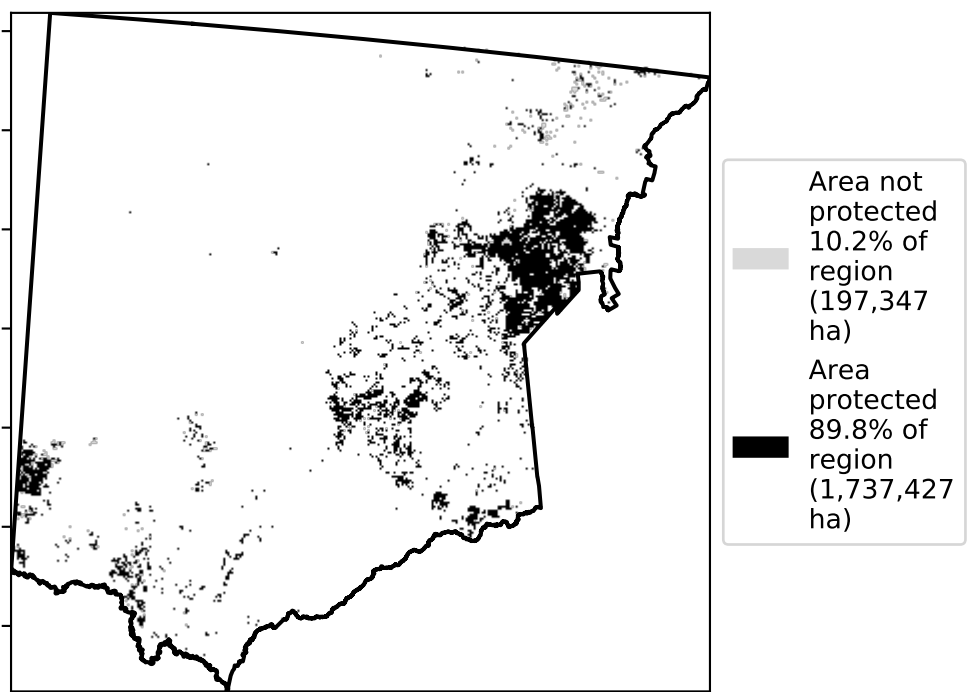 Area not
protected
10.2% of
region
(197,347
ha)
Area
protected
89.8% of
region
(1,737,427
ha)